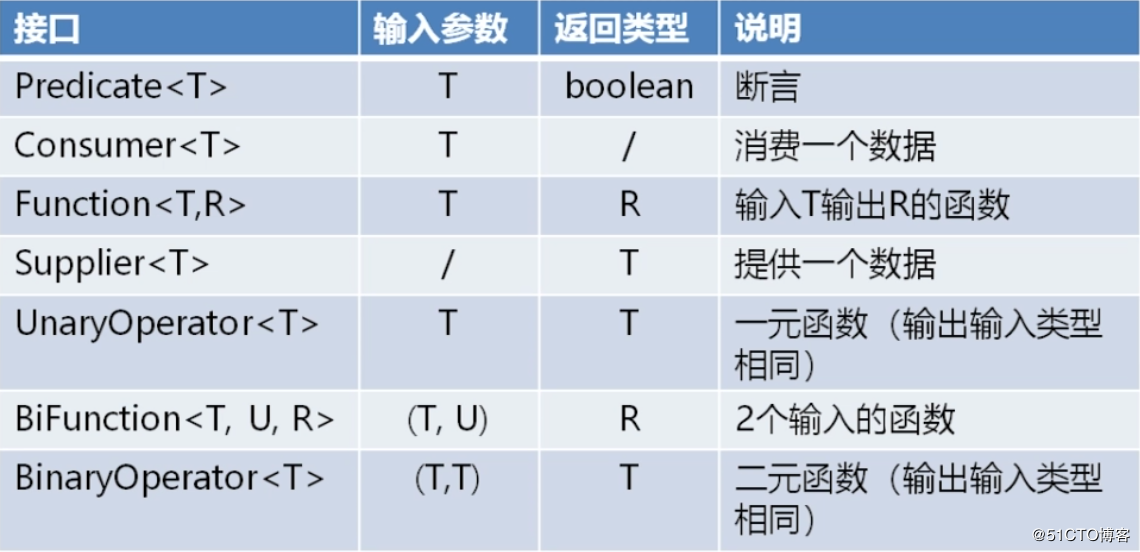 接口 输入参数 返回类型 说明
Predicate<T> T boolean 断言
Consumer<T> T / 消费一个数据
Function<T,R> T R 输入T输出R的函数
Supplier<T> / T 提供一个数据
UnaryOperator<T> T T 一元函数（输出输入类型
相同）
BiFunction<T, U, R> (T, U) R 2个输入的函数
BinaryOperator<T> (T,T) T 二元函数（输出输入类型
相同）
@51CTO博客